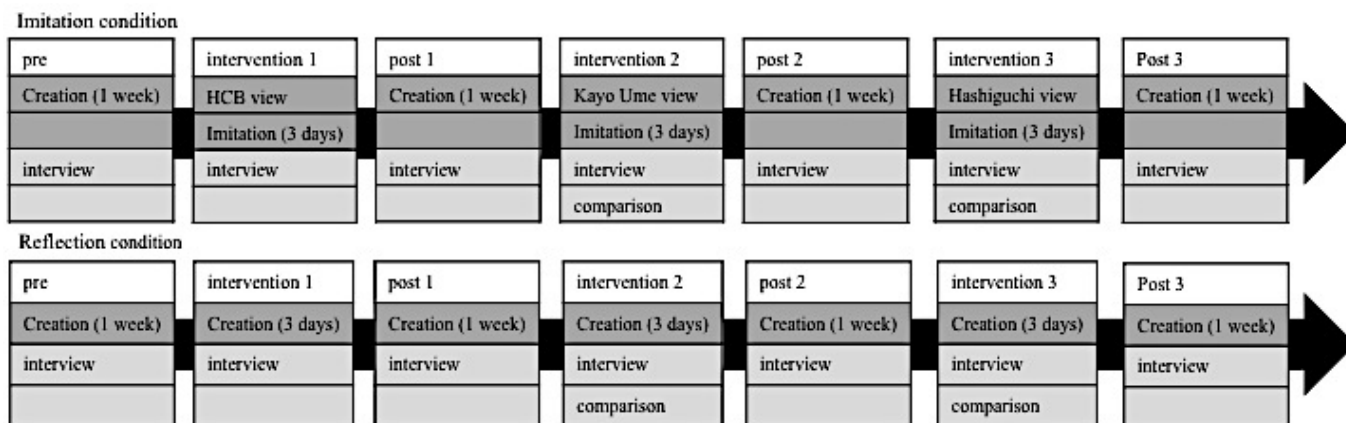 Imitation condition
pre intervention 1 post 1 intervention 2 post 2 intervention 3 Post 3
Creation (1 week) HCB view Creation (1 week) Kayo Ume view Creation (1 week) Hashiguchi view Creation (1 week)
Imitation (3 days) Imitation (3 days) Imitation (3 days)
interview interview interview interview interview interview interview
comparison comparison
Reflection condition
pre intervention 1 post 1 intervention 2 post 2 intervention 3 Post 3
Creation (1 week) Creation (3 days) Creation (1 week) Creation (3 days) Creation (1 week) Creation (3 days) Creation (1 week)
interview interview interview interview interview interview interview
comparison comparison